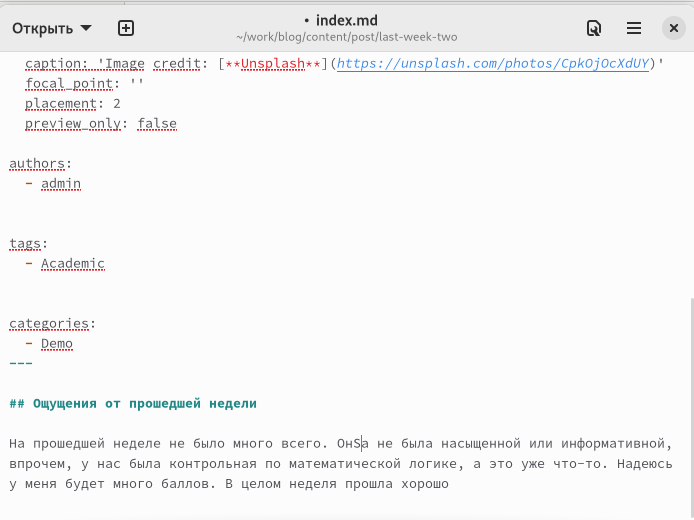 Открыть
• index.md
~/work/blog/content/post/last-week-two
caption: 'Image credit: [**Unsplash**](https://unsplash.com/photos/CpkOjOcXdUY)'
focal_point: ''
placement: 2
preview_only: false
authors:
- admin
tags:
- Academic
categories:
- Demo
---
## Ощущения от прошедшей недели
На прошедшей неделе не было много всего. ОнSа не была насыщенной или информативной,
впрочем, у нас была контрольная по математической логике, а это уже что-то. Надеюсь
у меня будет много баллов. В целом неделя прошла хорошо